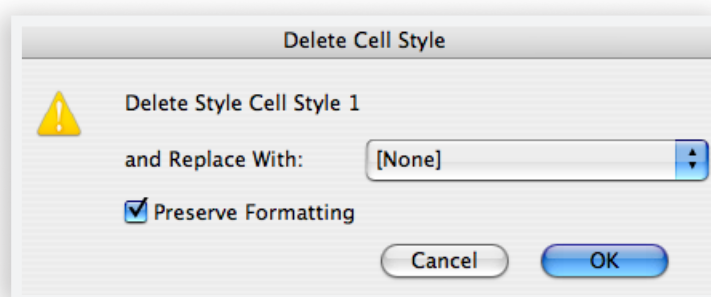 Delete Cell Style
Delete Style Cell Style 1
and Replace With: [None]
Preserve Formatting
Cancel OK